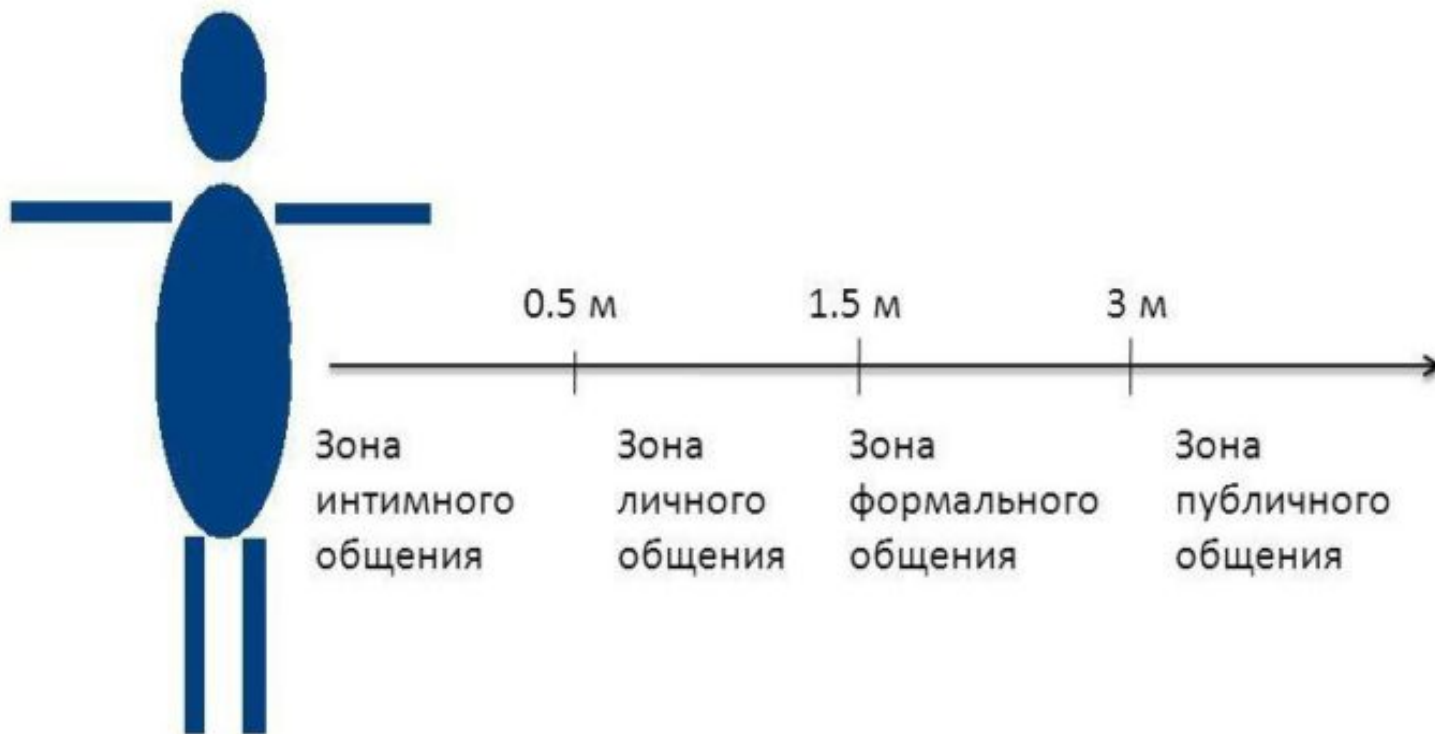 0.5 м
1.5 м
3 м
Зона
интимного
общения
Зона
личного
общения
Зона
формального
общения
Зона
публичного
общения